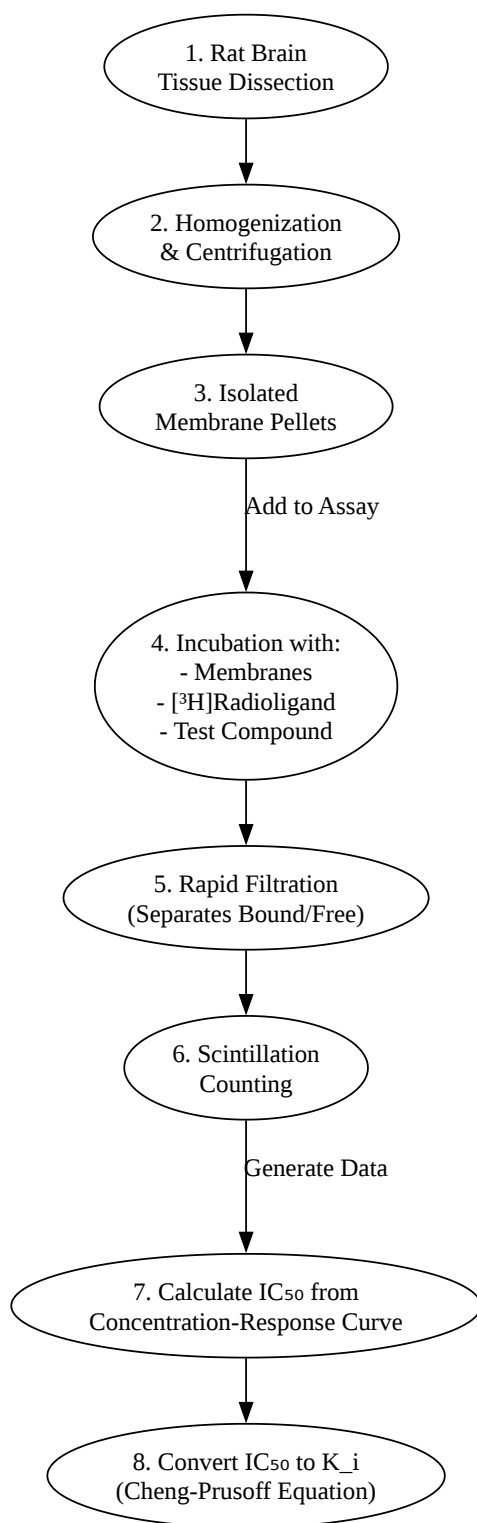 1. Rat Brain
Tissue Dissection
2. Homogenization
& Centrifugation
3. Isolated
Membrane Pellets
Add to Assay
4. Incubation with:
- Membranes
- [³H]Radioligand
- Test Compound
5. Rapid Filtration
(Separates Bound/Free)
6. Scintillation
Counting
Generate Data
7. Calculate IC₅₀ from
Concentration-Response Curve
8. Convert IC₅₀ to K_i
(Cheng-Prusoff Equation)